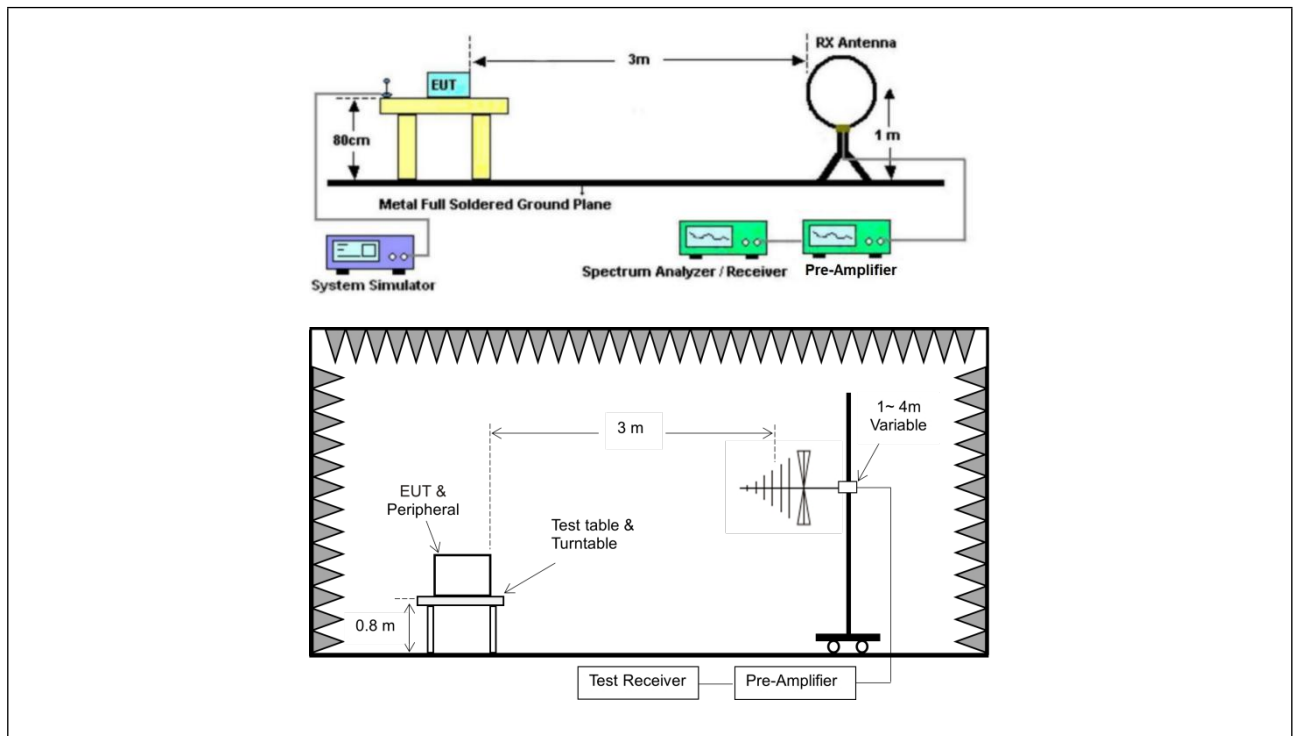 RX Antenna
3m
EUT
80cm
1 m
Metal Full Soldered Ground Plane
System Simulator
Spectrum Analyzer / Receiver
Pre-Amplifier
1~ 4m
Variable
3 m
EUT &
Peripheral
Test table &
Turntable
0.8 m
Test Receiver
Pre-Amplifier